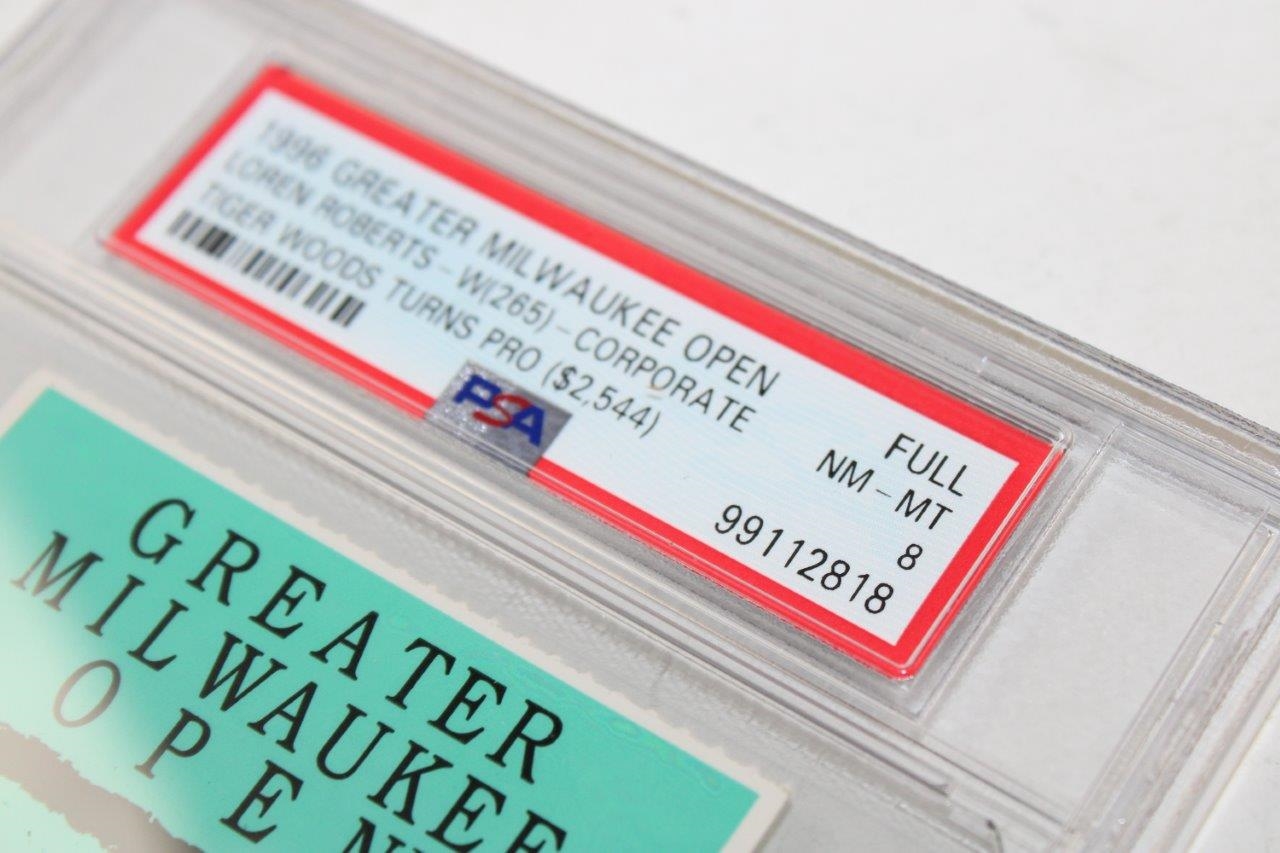 1996 GREATER MILWAUKEE OPEN
LOREN ROBERTS - W(265) - CORPORATE
TIGER WOODS TURNS PRO ($2,544)
FULL
NM - MT
8
99112818
PSA
GREATER
MILWAUKEE
OPEN